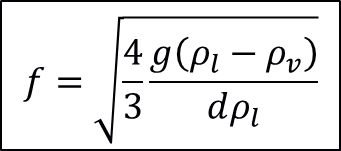 f = √(4/3 g(ρ_l − ρ_v)/dρ_l)